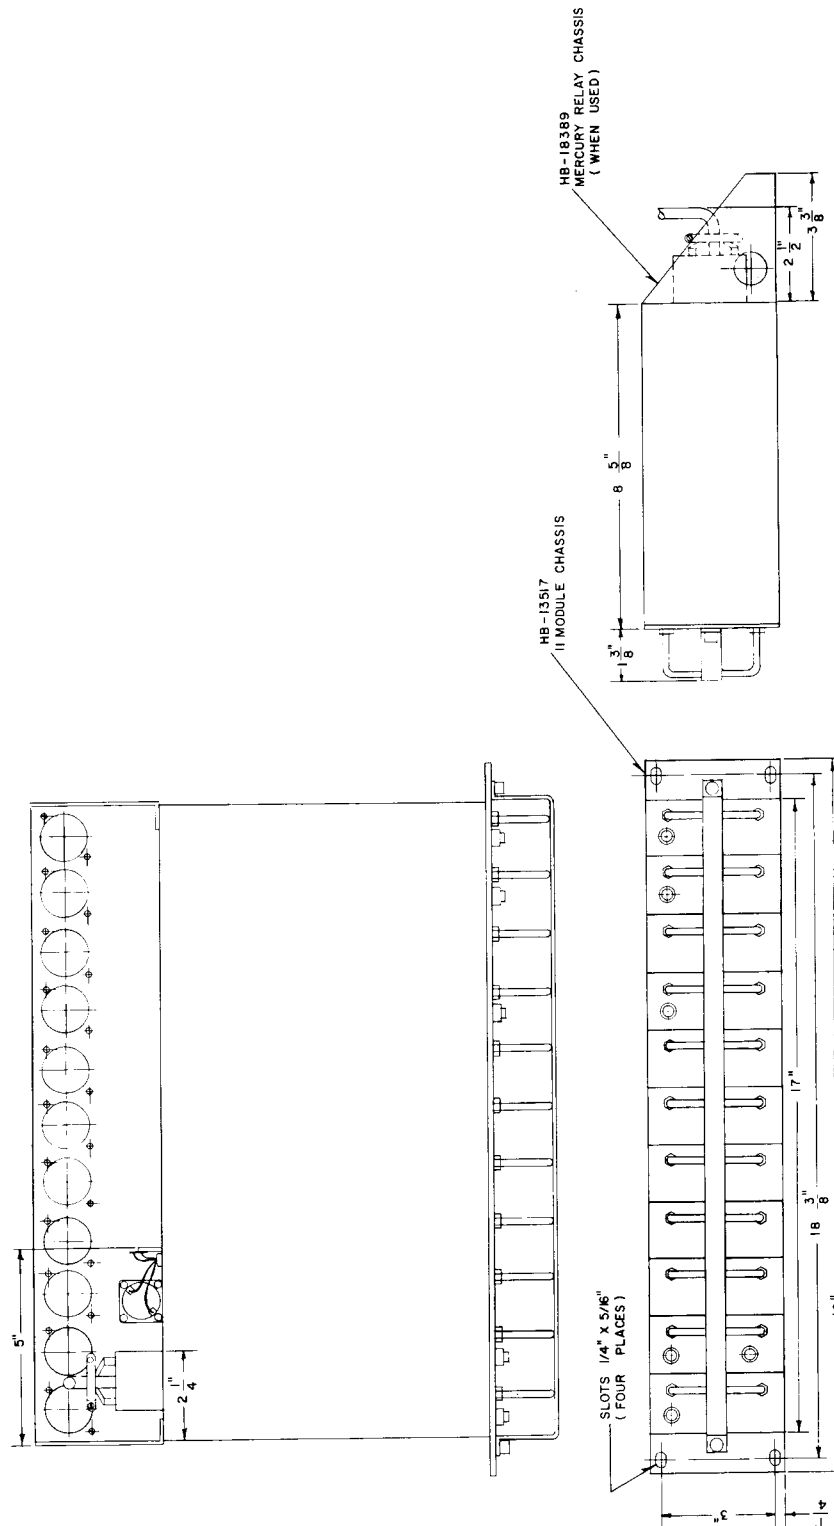 HB-18389
MERCURY RELAY CHASSIS
(WHEN USED)
3 3/8"
2 1/2"
8 5/8"
1 3/8"
HB-13517
11 MODULE CHASSIS
5"
2 1/4"
SLOTS 1/4" X 5/16"
(FOUR PLACES)
17"
18 3/8"
3"